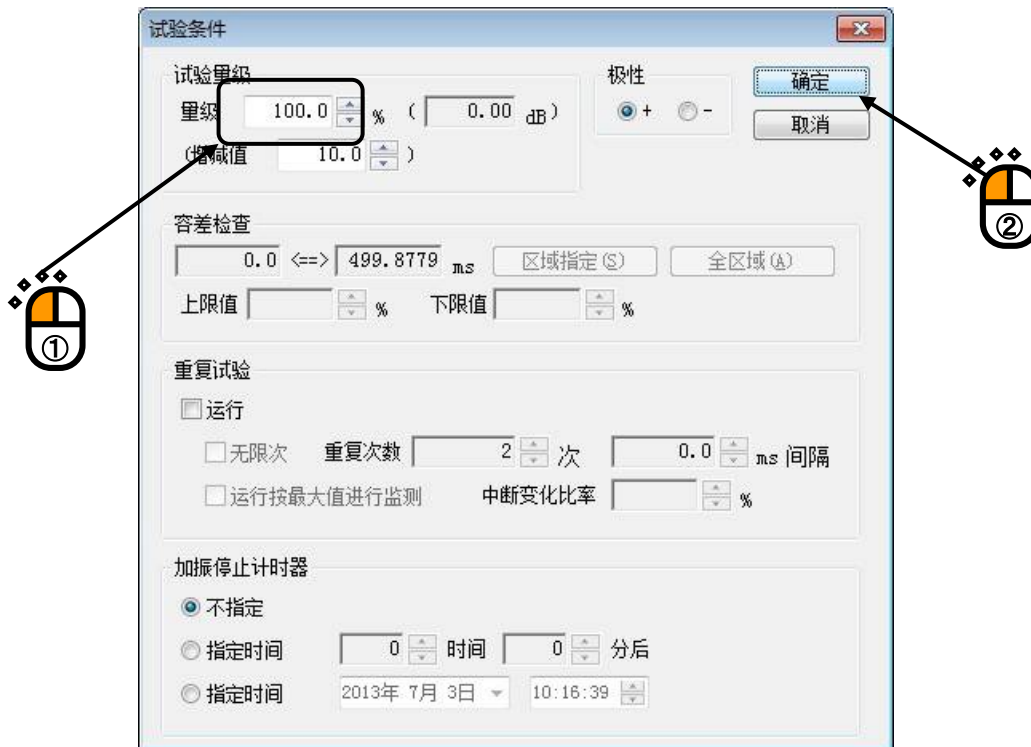 试验条件
试验量级
极性
确定
量级 100.0 % ( 0.00 dB )
+ -
取消
(增减值 10.0 )
②
容差检查
0.0 <==> 499.8779 ms 区域指定(S) 全区域(A)
上限值 % 下限值 %
①
重复试验
运行
无限次 重复次数 2 次 0.0 ms 间隔
运行按最大值进行监测 中断变化比率 %
加振停止计时器
不指定
指定时间 0 时间 0 分后
指定时间 2013年 7月 3日 10:16:39